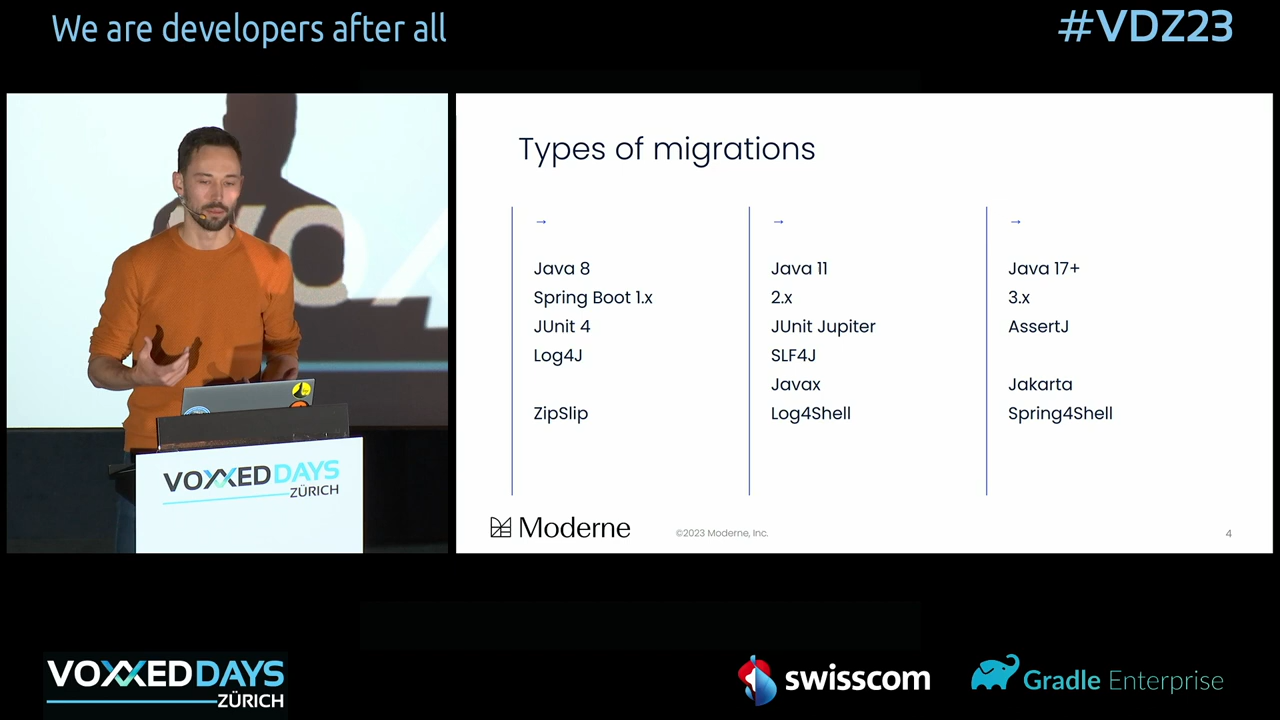 We are developers after all
#VDZ23
Types of migrations
→ → →
Java 8 Java 11 Java 17+
Spring Boot 1.x 2.x 3.x
JUnit 4 JUnit Jupiter AssertJ
Log4J SLF4J
Javax Jakarta
ZipSlip Log4Shell Spring4Shell
Moderne ©2023 Moderne, Inc. 4
VOXXED DAYS
ZÜRICH
VOXXED DAYS
ZÜRICH
swisscom
Gradle Enterprise